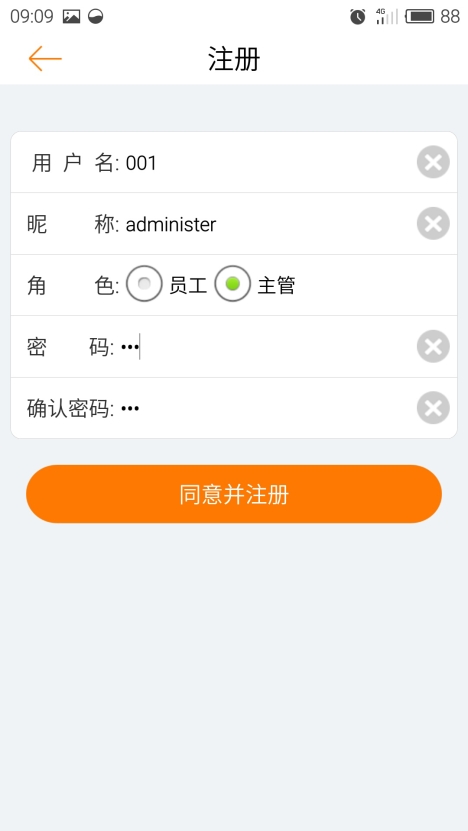 09:09 4G 88
注册
用户名: 001
昵称: administer
角色: 员工 主管
密码: •••
确认密码: •••
同意并注册